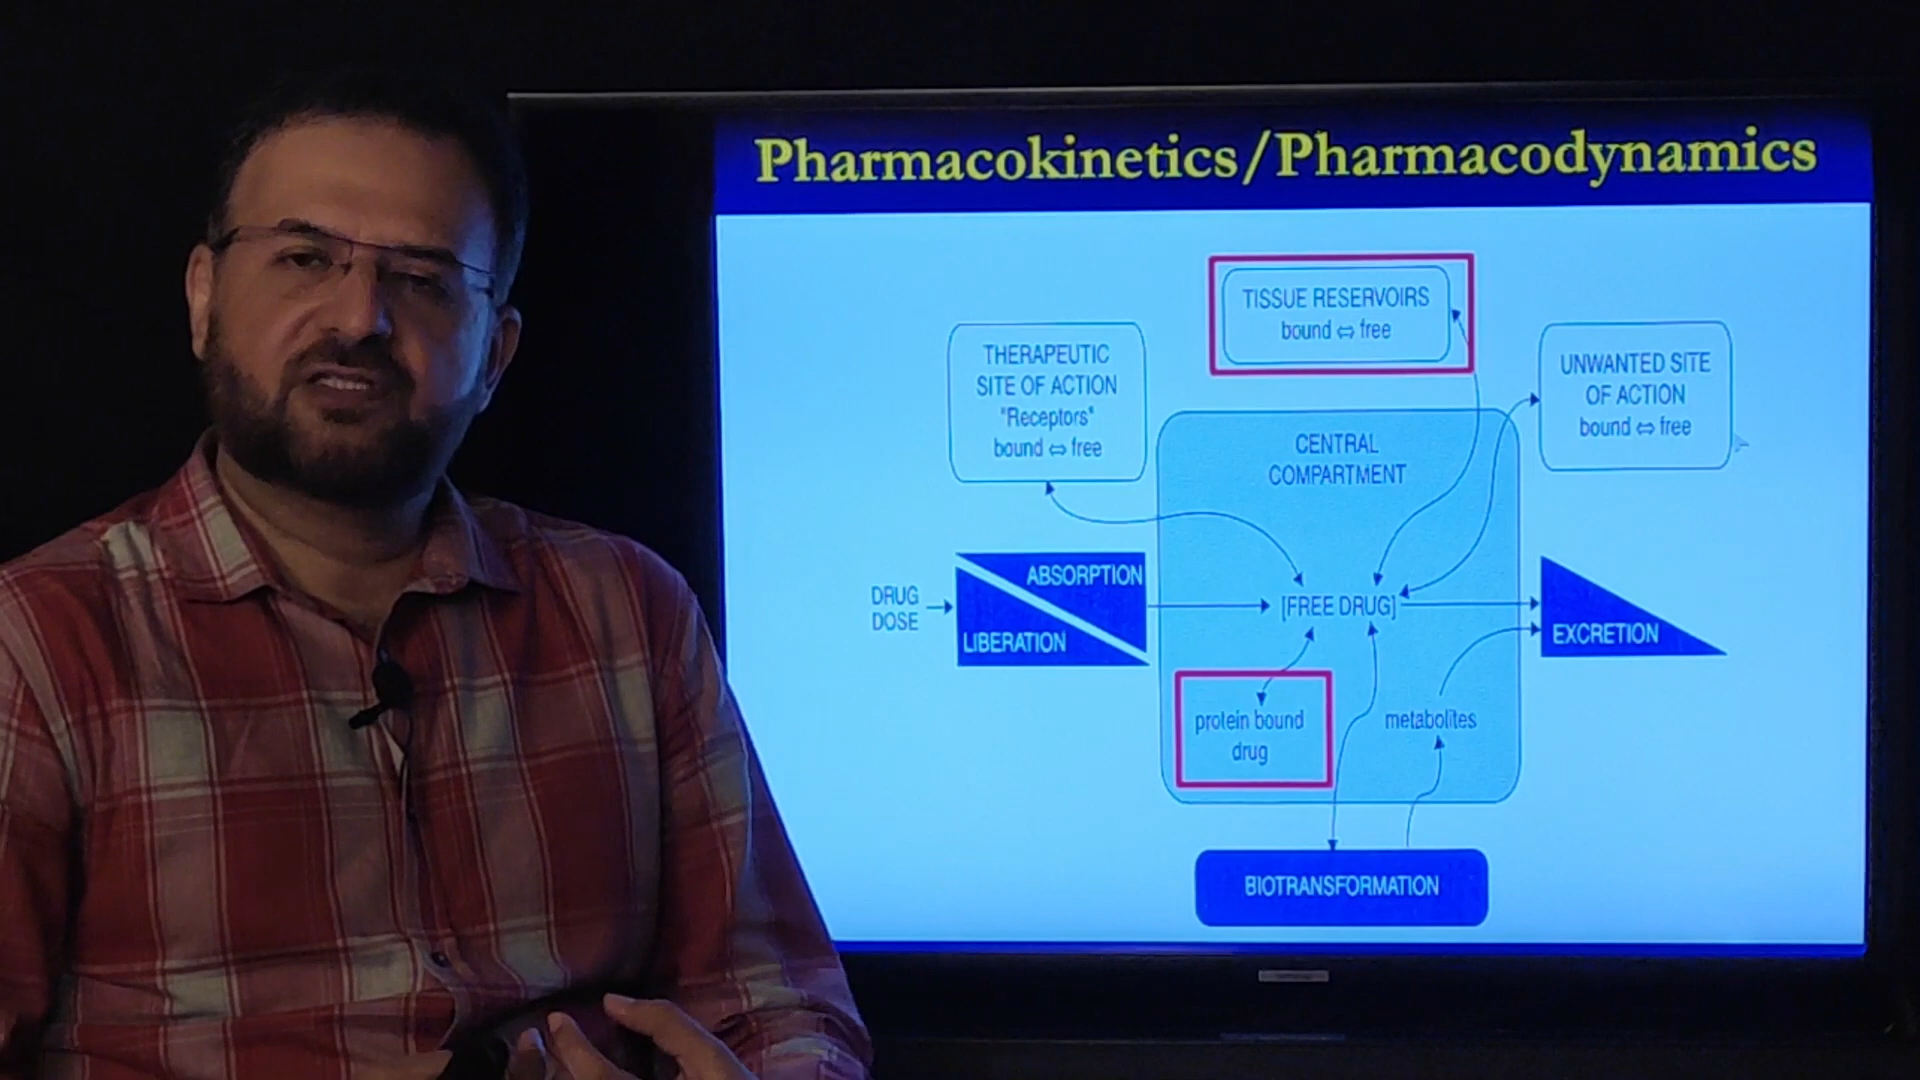 Pharmacokinetics/Pharmacodynamics
TISSUE RESERVOIRS
bound ⇔ free
THERAPEUTIC
SITE OF ACTION
"Receptors"
bound ⇔ free
UNWANTED SITE
OF ACTION
bound ⇔ free
CENTRAL
COMPARTMENT
DRUG
DOSE
ABSORPTION
LIBERATION
[FREE DRUG]
EXCRETION
protein bound
drug
metabolites
BIOTRANSFORMATION